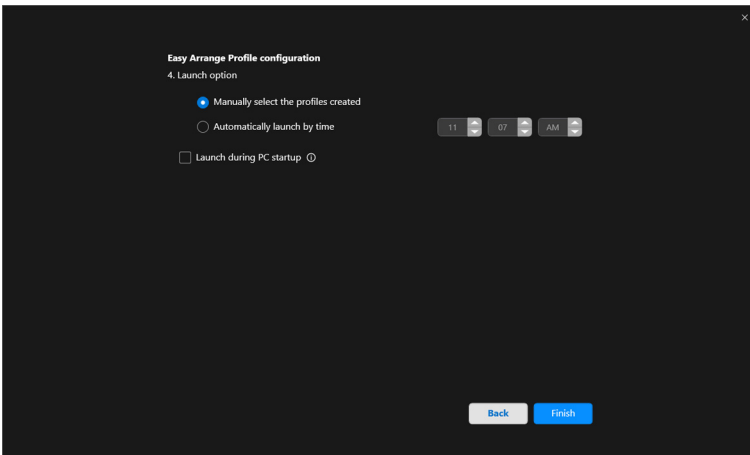 Easy Arrange Profile configuration
4. Launch option
Manually select the profiles created
Automatically launch by time 11 07 AM
Launch during PC startup
Back Finish